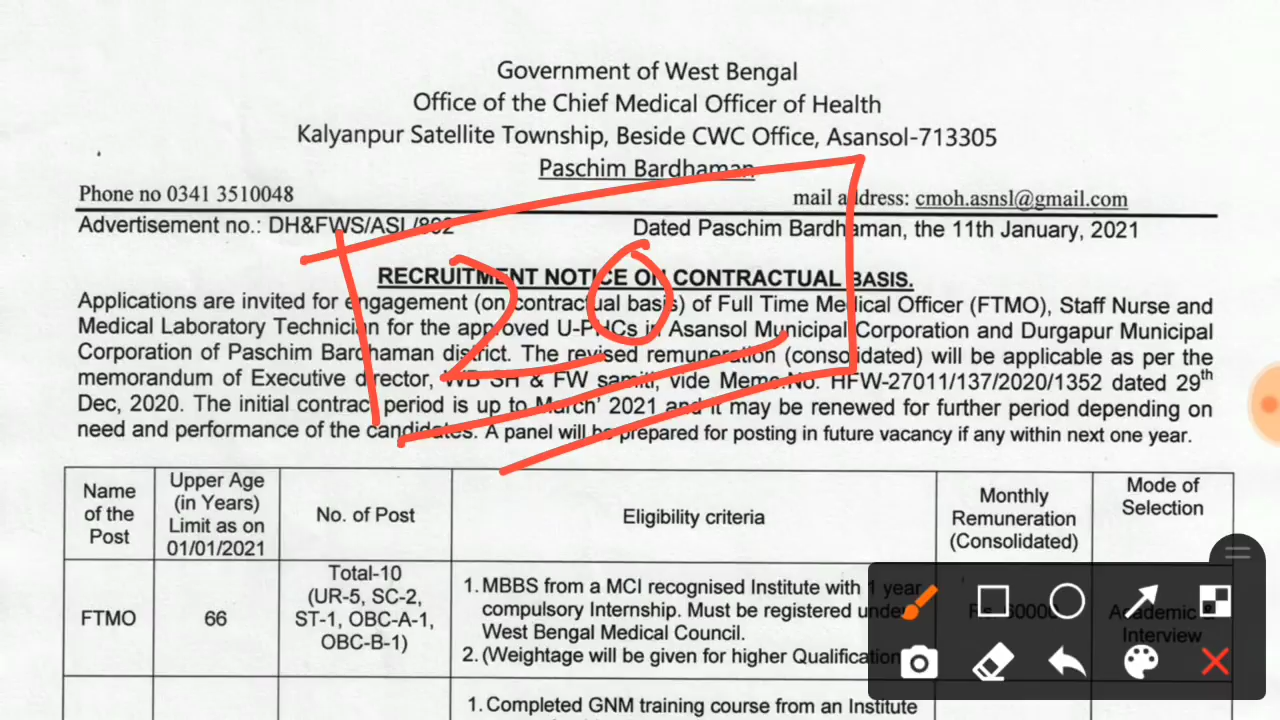 Government of West Bengal
Office of the Chief Medical Officer of Health
Kalyanpur Satellite Township, Beside CWC Office, Asansol-713305
Paschim Bardhaman
Phone no 0341 3510048
mail address: cmoh.asnsl@gmail.com
Advertisement no.: DH&FWS/ASL/892
Dated Paschim Bardhaman, the 11th January, 2021
20
RECRUITMENT NOTICE ON CONTRACTUAL BASIS.
Applications are invited for engagement (on contractual basis) of Full Time Medical Officer (FTMO), Staff Nurse and
Medical Laboratory Technician for the approved U-PHCs in Asansol Municipal Corporation and Durgapur Municipal
Corporation of Paschim Bardhaman district. The revised remuneration (consolidated) will be applicable as per the
memorandum of Executive director, WB SH & FW samiti, vide Memo No. HFW-27011/137/2020/1352 dated 29th
Dec, 2020. The initial contract period is up to March' 2021 and it may be renewed for further period depending on
need and performance of the candidates. A panel will be prepared for posting in future vacancy if any within next one year.
Name
of the
Post
Upper Age
(in Years)
Limit as on
01/01/2021
No. of Post
Eligibility criteria
Monthly
Remuneration
(Consolidated)
Mode of
Selection
FTMO
66
Total-10
(UR-5, SC-2,
ST-1, OBC-A-1,
OBC-B-1)
1. MBBS from a MCI recognised Institute with 1 year
compulsory Internship. Must be registered under
West Bengal Medical Council.
2. (Weightage will be given for higher Qualification
Rs. 60000
Academic &
Interview
1. Completed GNM training course from an Institute